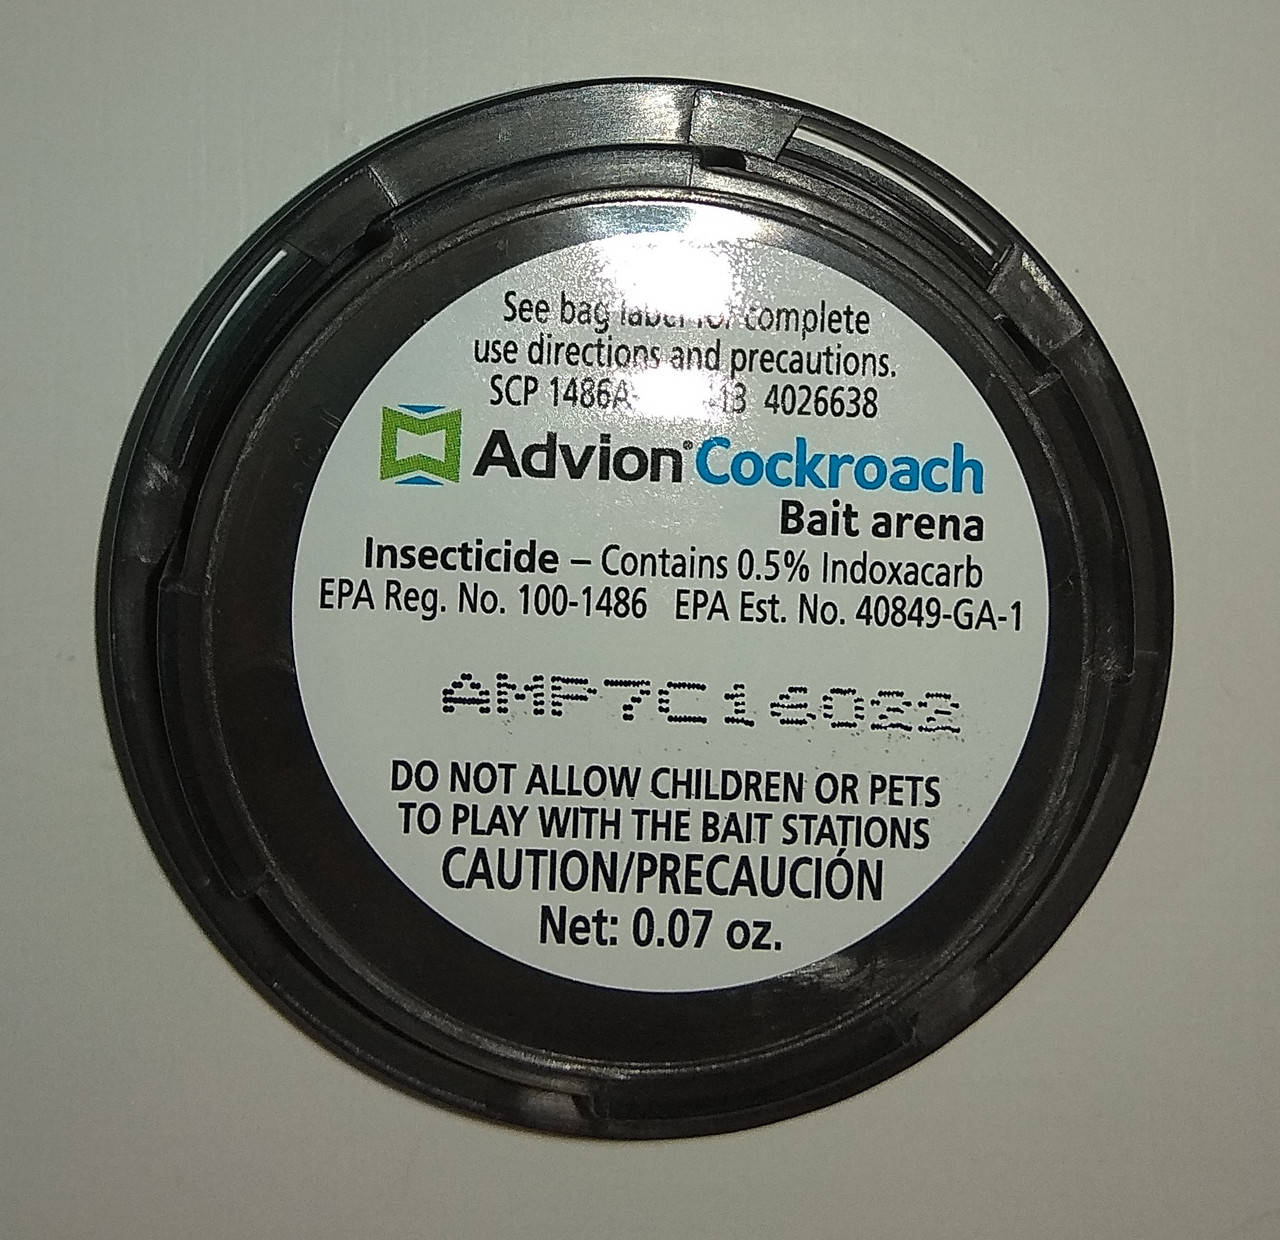 See bag label for complete
use directions and precautions.
SCP 1486A- 4026638
Advion® Cockroach
Bait arena
Insecticide – Contains 0.5% Indoxacarb
EPA Reg. No. 100-1486 EPA Est. No. 40849-GA-1
DO NOT ALLOW CHILDREN OR PETS
TO PLAY WITH THE BAIT STATIONS
CAUTION/PRECAUCIÓN
Net: 0.07 oz.